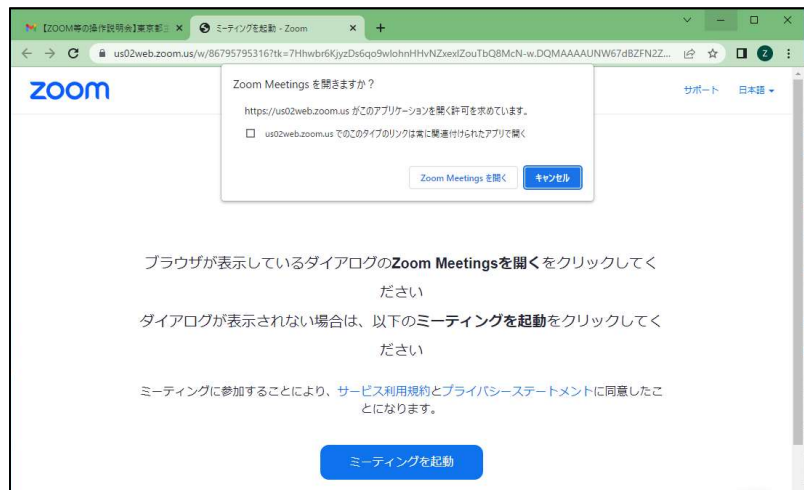 【ZOOM等の操作説明会】東京都
ミーティングを起動 - Zoom
us02web.zoom.us/w/86795795316?tk=7Hhwbr6KjyzDs6qo9wlohnHHvNZxexlZouTbQ8McN-w.DQMAAAAUNW67dBZFN2Z...
Z
zoom
サポート 日本語
Zoom Meetings を開きますか？
https://us02web.zoom.us がこのアプリケーションを開く許可を求めています。
us02web.zoom.us でのこのタイプのリンクは常に関連付けられたアプリで開く
Zoom Meetings を開く キャンセル
ブラウザが表示しているダイアログのZoom Meetingsを開くをクリックしてく
ださい
ダイアログが表示されない場合は、以下のミーティングを起動をクリックしてく
ださい
ミーティングに参加することにより、サービス利用規約とプライバシーステートメントに同意したこ
とになります。
ミーティングを起動